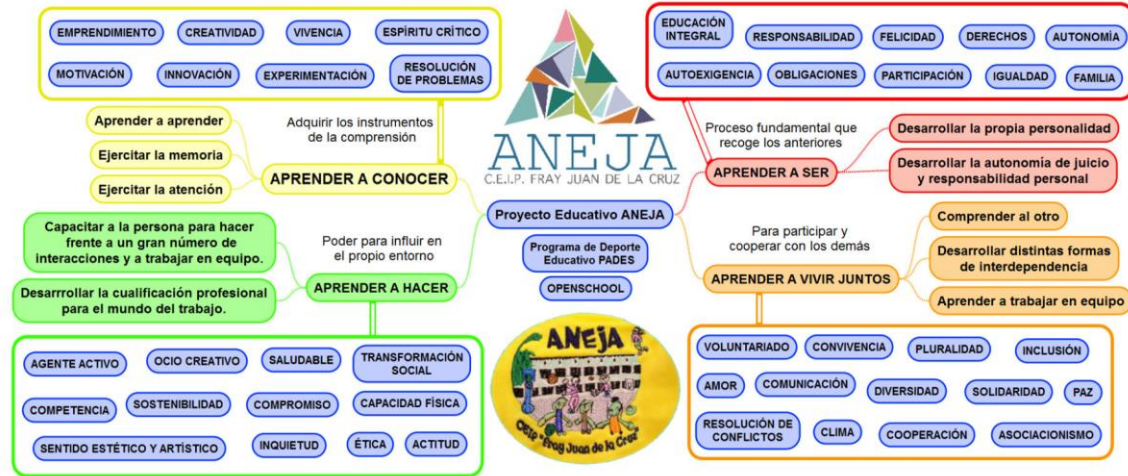 EMPRENDIMIENTO
CREATIVIDAD
VIVENCIA
ESPÍRITU CRÍTICO
MOTIVACIÓN
INNOVACIÓN
EXPERIMENTACIÓN
RESOLUCIÓN
DE PROBLEMAS
Adquirir los instrumentos
de la comprensión
Aprender a aprender
Ejercitar la memoria
Ejercitar la atención
APRENDER A CONOCER
Capacitar a la persona para hacer
frente a un gran número de
interacciones y a trabajar en equipo.
Desarrrollar la cualificación profesional
para el mundo del trabajo.
Poder para influir en
el propio entorno
APRENDER A HACER
AGENTE ACTIVO
OCIO CREATIVO
SALUDABLE
TRANSFORMACIÓN
SOCIAL
COMPETENCIA
SOSTENIBILIDAD
COMPROMISO
CAPACIDAD FÍSICA
SENTIDO ESTÉTICO Y ARTÍSTICO
INQUIETUD
ÉTICA
ACTITUD
ANEJA
C.E.I.P. FRAY JUAN DE LA CRUZ
Proyecto Educativo ANEJA
Programa de Deporte
Educativo PADES
OPENSCHOOL
ANEJA
CEIP "Fray Juan de la Cruz"
EDUCACIÓN
INTEGRAL
RESPONSABILIDAD
FELICIDAD
DERECHOS
AUTONOMÍA
AUTOEXIGENCIA
OBLIGACIONES
PARTICIPACIÓN
IGUALDAD
FAMILIA
Proceso fundamental que
recoge los anteriores
APRENDER A SER
Desarrollar la propia personalidad
Desarrollar la autonomía de juicio
y responsabilidad personal
Para participar y
cooperar con los demás
APRENDER A VIVIR JUNTOS
Comprender al otro
Desarrollar distintas formas
de interdependencia
Aprender a trabajar en equipo
VOLUNTARIADO
CONVIVENCIA
PLURALIDAD
INCLUSIÓN
AMOR
COMUNICACIÓN
DIVERSIDAD
SOLIDARIDAD
PAZ
RESOLUCIÓN DE
CONFLICTOS
CLIMA
COOPERACIÓN
ASOCIACIONISMO